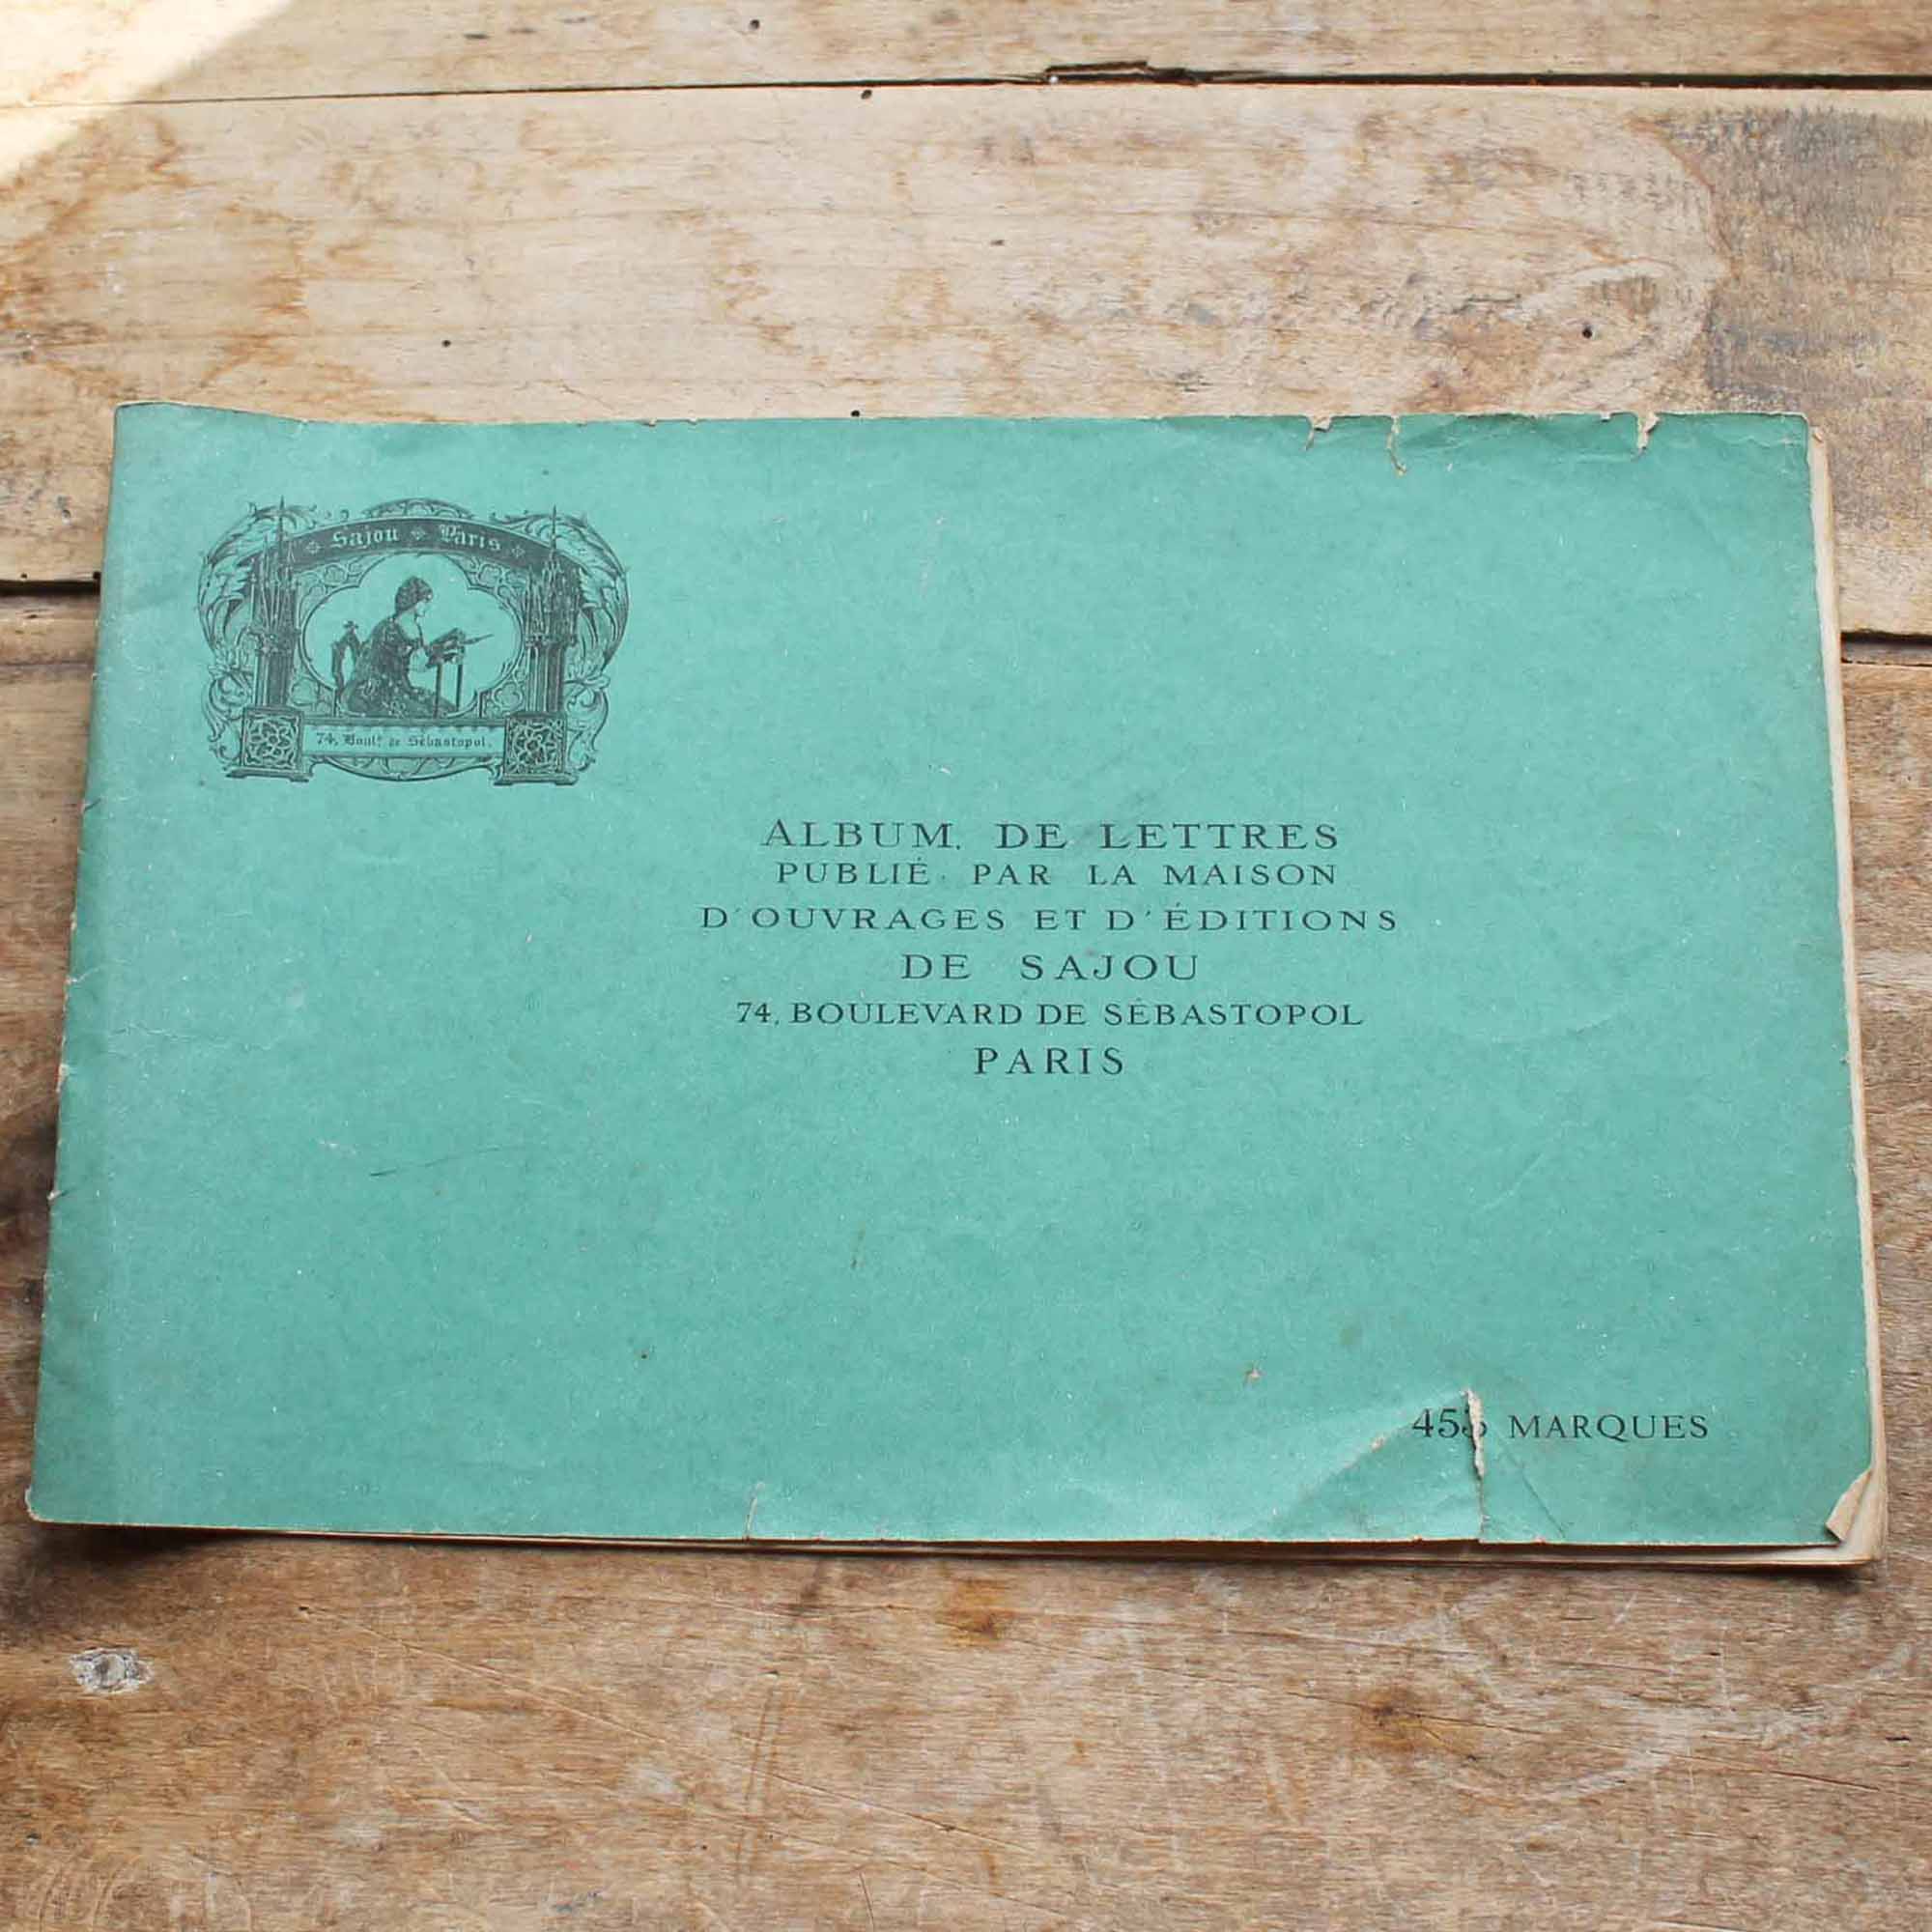 Sajou Paris
74, Boulᵈ de Sébastopol.
ALBUM. DE LETTRES
PUBLIÉ PAR LA MAISON
D'OUVRAGES ET D'ÉDITIONS
DE SAJOU
74, BOULEVARD DE SÉBASTOPOL
PARIS
MARQUES